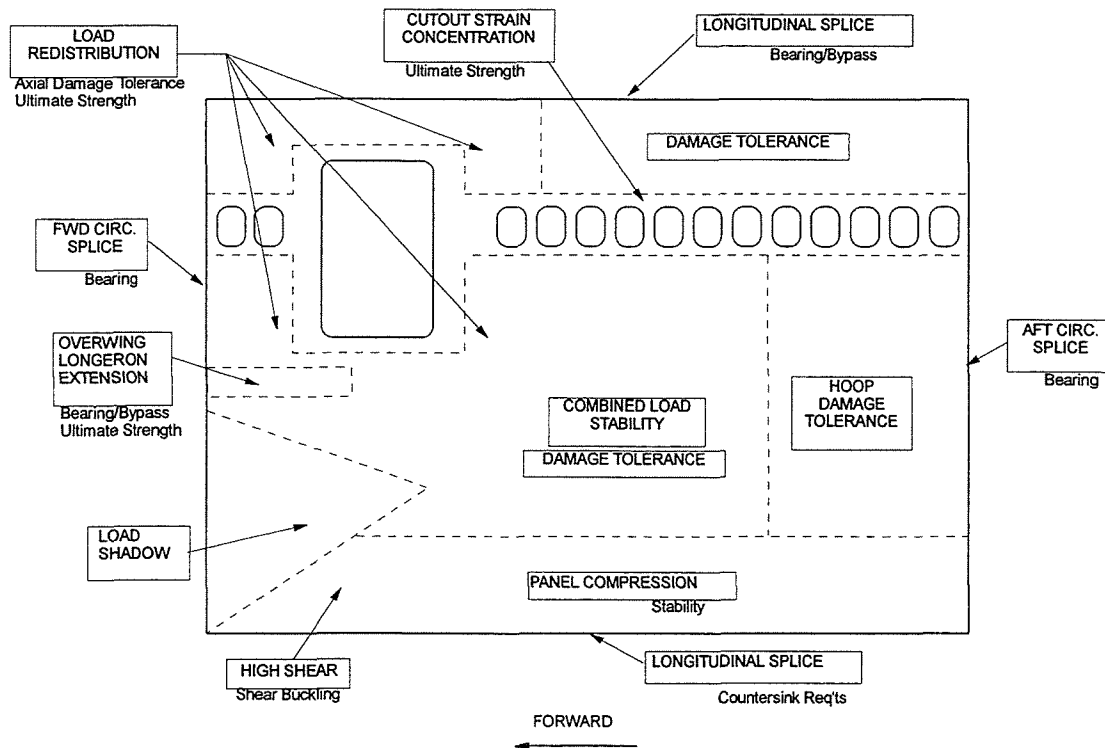 LOAD
REDISTRIBUTION
Axial Damage Tolerance
Ultimate Strength
CUTOUT STRAIN
CONCENTRATION
Ultimate Strength
LONGITUDINAL SPLICE
Bearing/Bypass
DAMAGE TOLERANCE
FWD CIRC.
SPLICE
Bearing
OVERWING
LONGERON
EXTENSION
Bearing/Bypass
Ultimate Strength
AFT CIRC.
SPLICE
Bearing
HOOP
DAMAGE
TOLERANCE
COMBINED LOAD
STABILITY
DAMAGE TOLERANCE
LOAD
SHADOW
PANEL COMPRESSION
Stability
HIGH SHEAR
Shear Buckling
LONGITUDINAL SPLICE
Countersink Req'ts
FORWARD